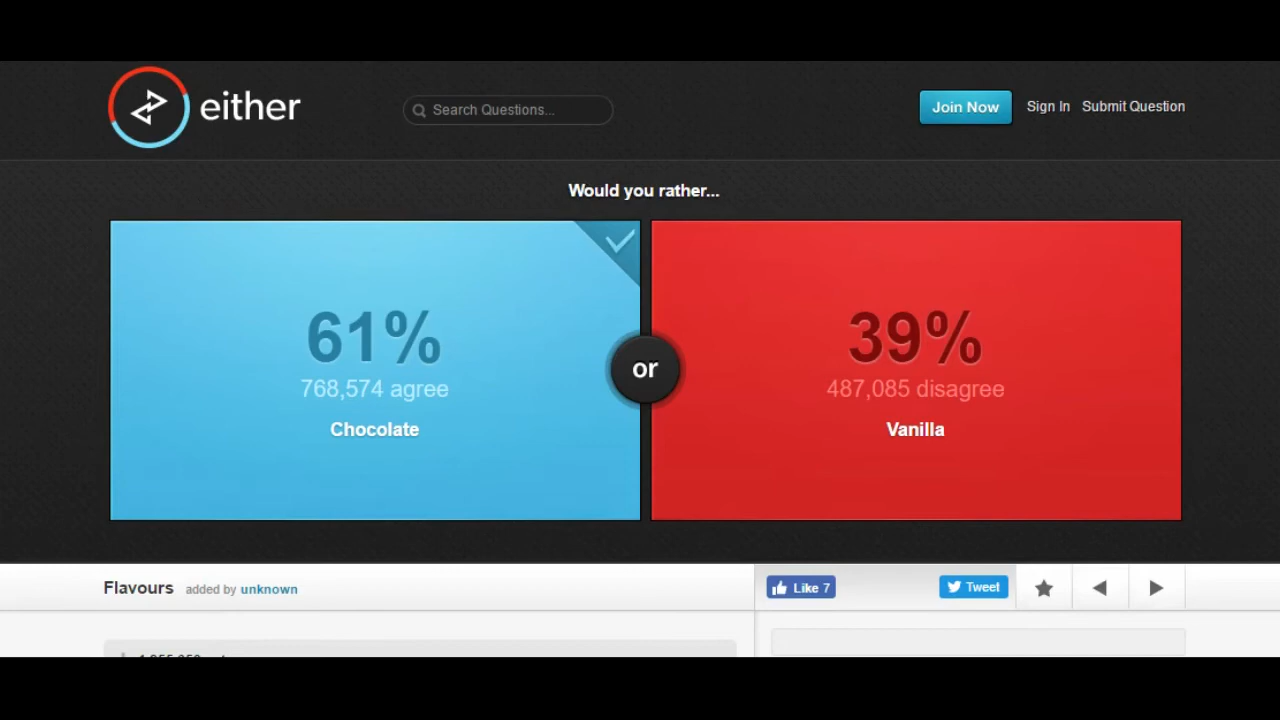 either
Search Questions...
Join Now
Sign In
Submit Question
Would you rather...
61%
768,574 agree
Chocolate
or
39%
487,085 disagree
Vanilla
Flavours added by unknown
Like 7
Tweet